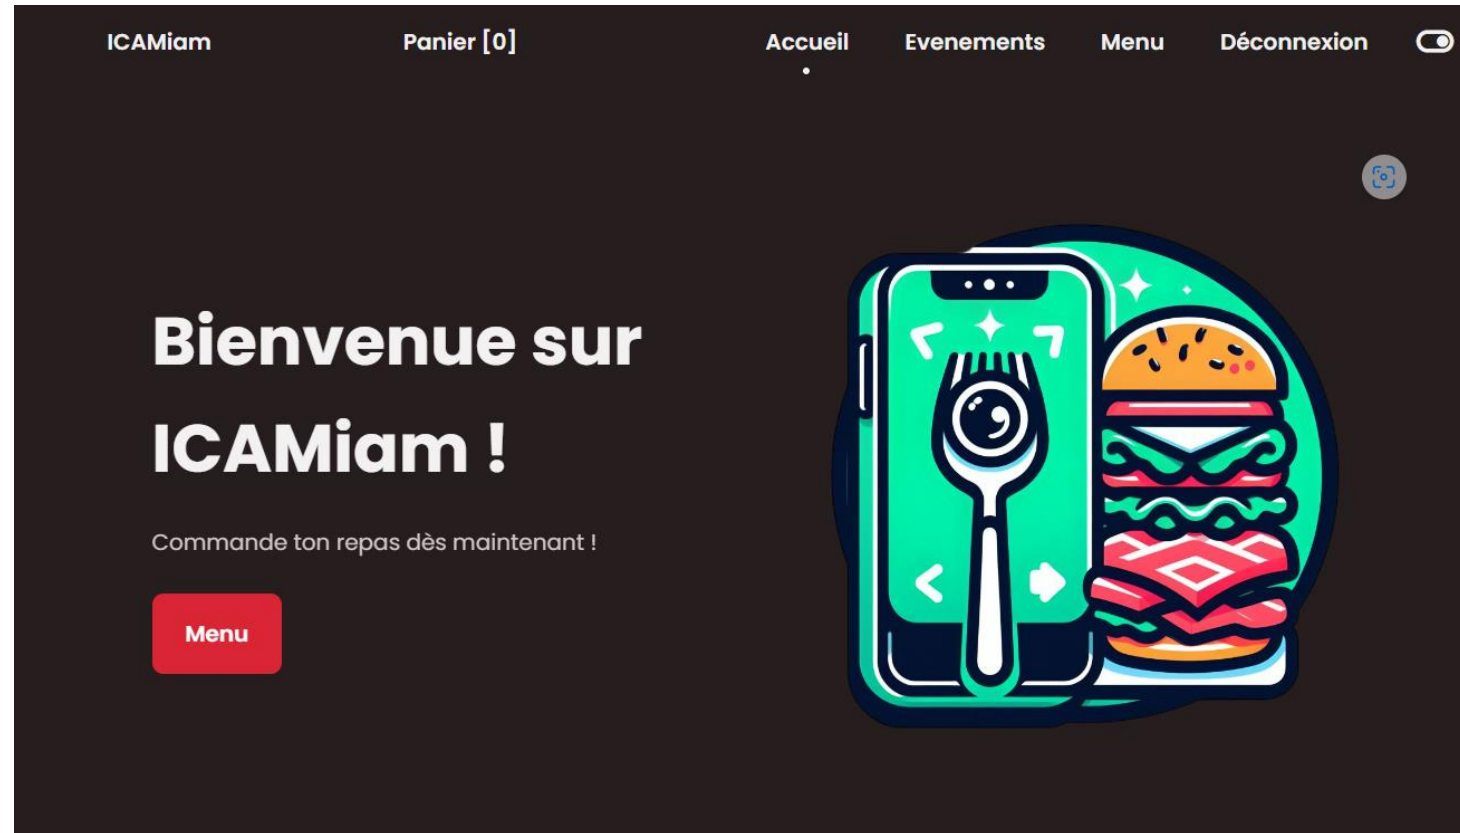 ICAMiam Panier [0] Accueil Evenements Menu Déconnexion
Bienvenue sur
ICAMiam !
Commande ton repas dès maintenant !
Menu